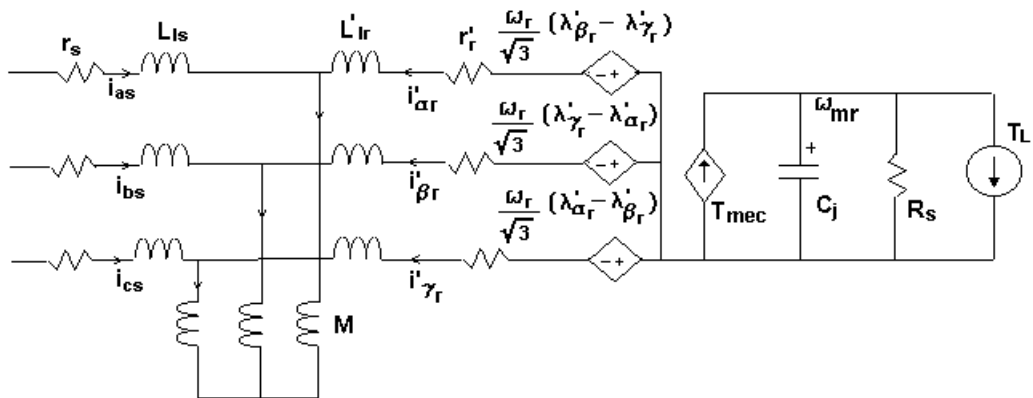 r_s L_ls L'_lr r'_r ω_r/√3 (λ'_βr − λ'_γr)
i_as i'_αr
ω_r/√3 (λ'_γr − λ'_αr)
i_bs i'_βr
ω_r/√3 (λ'_αr − λ'_βr)
i_cs i'_γr
M
- +
- +
- +
ω_mr
+
T_mec C_j R_s T_L